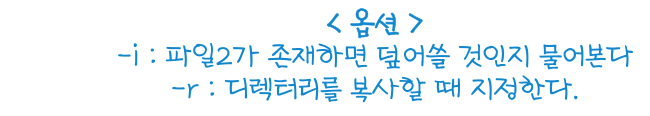 < 옵션 >
-i : 파일2가 존재하면 덮어쓸 것인지 물어본다
-r : 디렉터리를 복사할 때 지정한다.